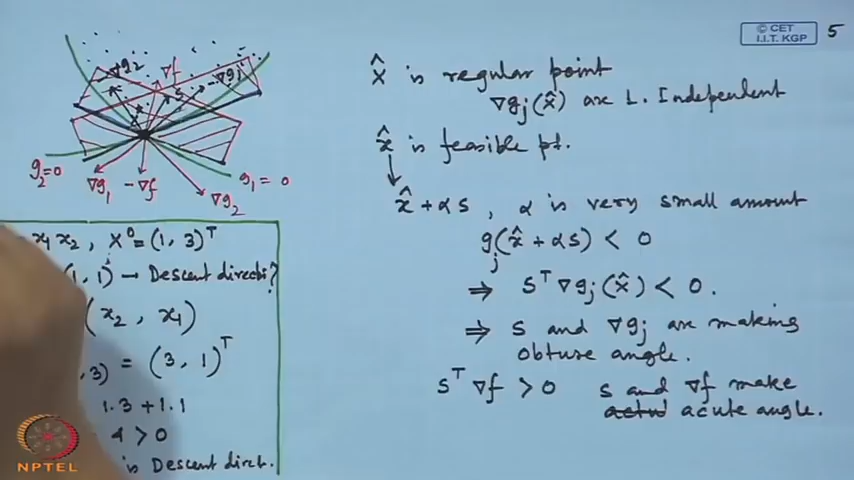 © CET
I.I.T. KGP
5
∇g₂
∇f
-∇g₁
s
g₂=0
∇g₁
-∇f
∇g₂
g₁ = 0
x₁x₂, X⁰ = (1, 3)ᵀ
(1, 1) → Descent directi?
(x₂, x₁)
,3) = (3, 1)ᵀ
1.3 + 1.1
4 > 0
is Descent direct.
x̂ is regular point
∇gⱼ(x̂) are L. Independent
x̂ is feasible pt.
x̂ + αs, α is very small amount
gⱼ(x̂ + αs) < 0
⇒ sᵀ∇gⱼ(x̂) < 0.
⇒ s and ∇gⱼ are making
obtuse angle.
sᵀ∇f > 0 s and ∇f make
acute angle.
NPTEL